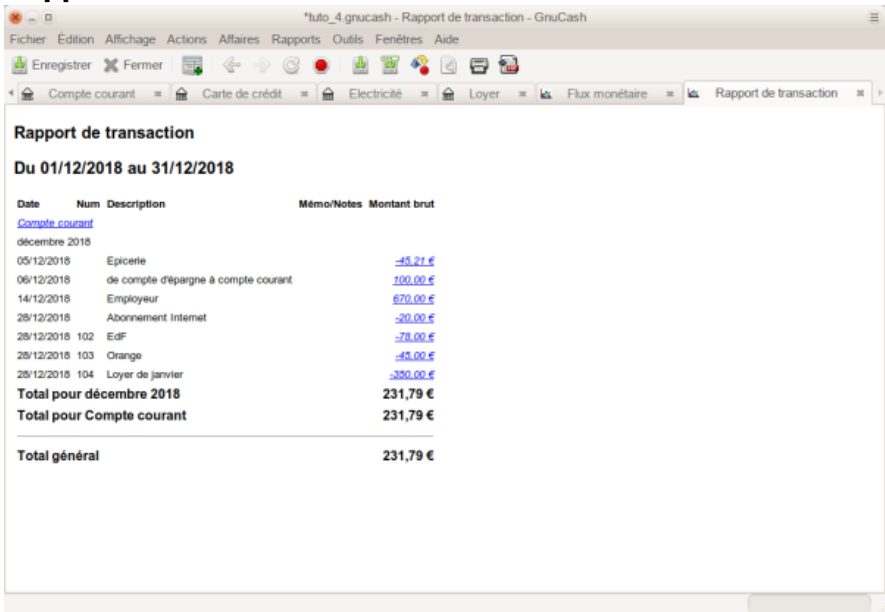 *tuto_4.gnucash - Rapport de transaction - GnuCash
Fichier Édition Affichage Actions Affaires Rapports Outils Fenêtres Aide
Enregistrer Fermer
Compte courant Carte de crédit Electricité Loyer Flux monétaire Rapport de transaction
Rapport de transaction
Du 01/12/2018 au 31/12/2018
Date Num Description Mémo/Notes Montant brut
Compte courant
décembre 2018
05/12/2018 Epicerie -45,21 €
06/12/2018 de compte d'épargne à compte courant 100,00 €
14/12/2018 Employeur 670,00 €
28/12/2018 Abonnement Internet -20,00 €
28/12/2018 102 EdF -78,00 €
28/12/2018 103 Orange -45,00 €
28/12/2018 104 Loyer de janvier -350,00 €
Total pour décembre 2018 231,79 €
Total pour Compte courant 231,79 €
Total général 231,79 €